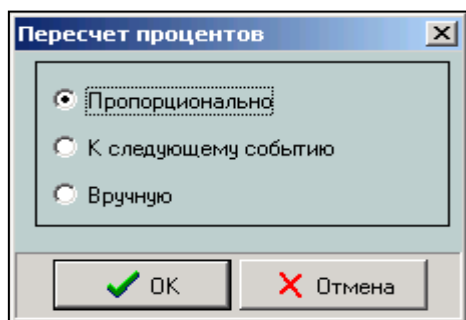 Пересчет процентов
Пропорционально
К следующему событию
Вручную
OK
Отмена